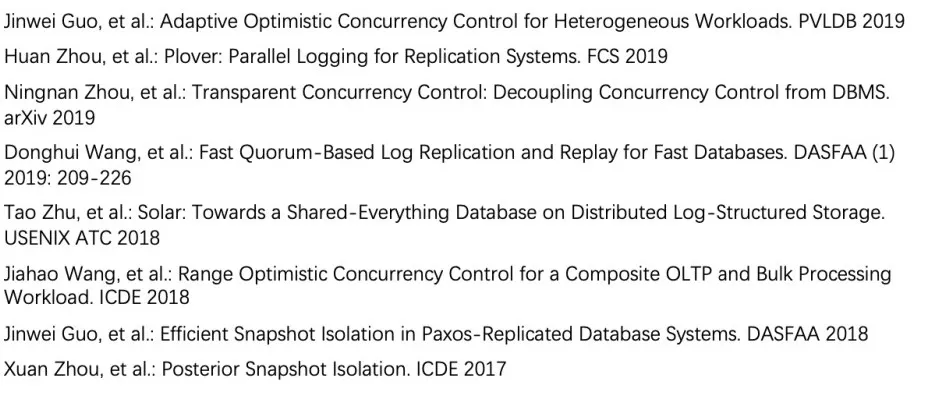 Jinwei Guo, et al.: Adaptive Optimistic Concurrency Control for Heterogeneous Workloads. PVLDB 2019
Huan Zhou, et al.: Plover: Parallel Logging for Replication Systems. FCS 2019
Ningnan Zhou, et al.: Transparent Concurrency Control: Decoupling Concurrency Control from DBMS.
arXiv 2019
Donghui Wang, et al.: Fast Quorum-Based Log Replication and Replay for Fast Databases. DASFAA (1)
2019: 209-226
Tao Zhu, et al.: Solar: Towards a Shared-Everything Database on Distributed Log-Structured Storage.
USENIX ATC 2018
Jiahao Wang, et al.: Range Optimistic Concurrency Control for a Composite OLTP and Bulk Processing
Workload. ICDE 2018
Jinwei Guo, et al.: Efficient Snapshot Isolation in Paxos-Replicated Database Systems. DASFAA 2018
Xuan Zhou, et al.: Posterior Snapshot Isolation. ICDE 2017